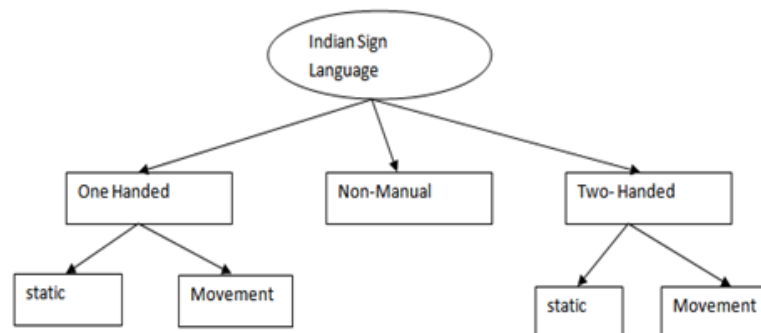 Indian Sign
Language
One Handed
Non-Manual
Two- Handed
static
Movement
static
Movement